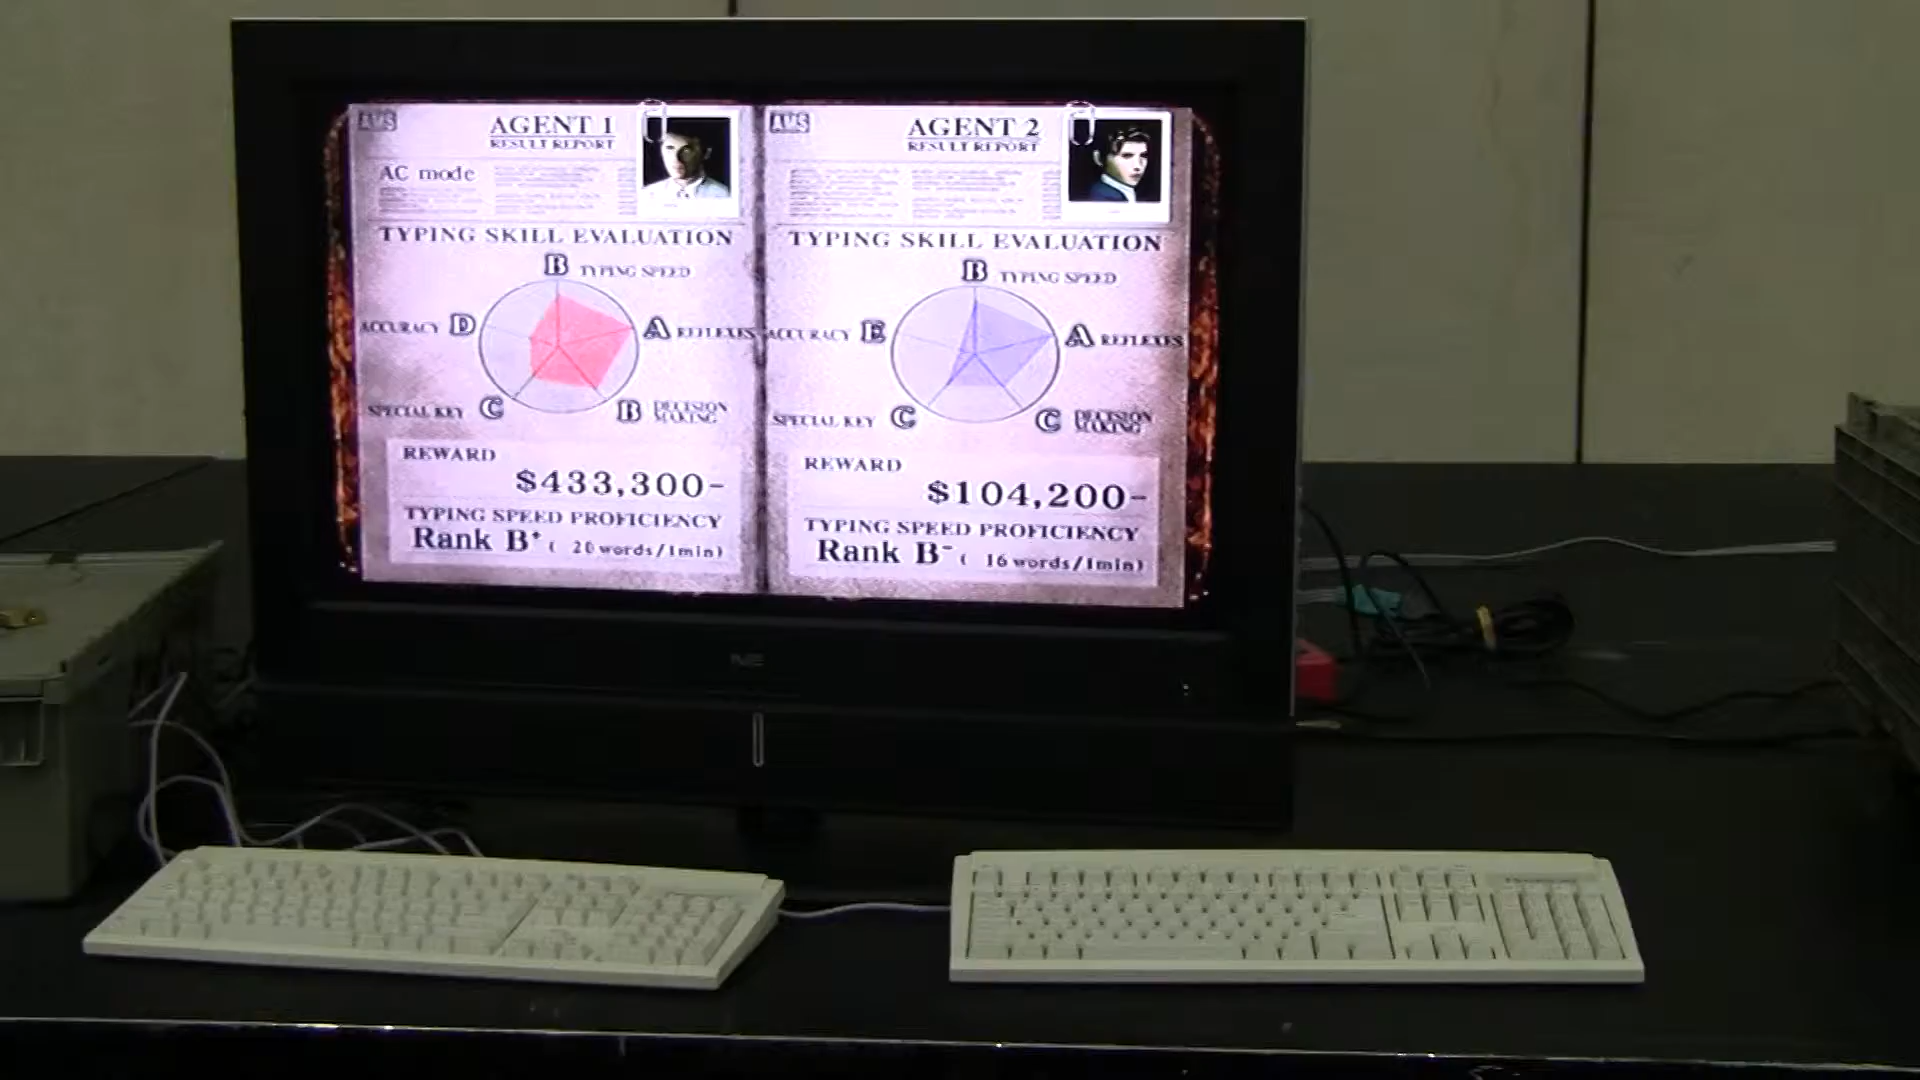 AMS
AGENT 1
RESULT REPORT
AC mode
TYPING SKILL EVALUATION
B TYPING SPEED
ACCURACY D
A REFLEXES
SPECIAL KEY C
B DECISION
MAKING
REWARD
$433,300-
TYPING SPEED PROFICIENCY
Rank B+ ( 20 words/1min)
AMS
AGENT 2
RESULT REPORT
TYPING SKILL EVALUATION
B TYPING SPEED
ACCURACY E
A REFLEXES
SPECIAL KEY C
C DECISION
MAKING
REWARD
$104,200-
TYPING SPEED PROFICIENCY
Rank B- ( 16 words/1min)